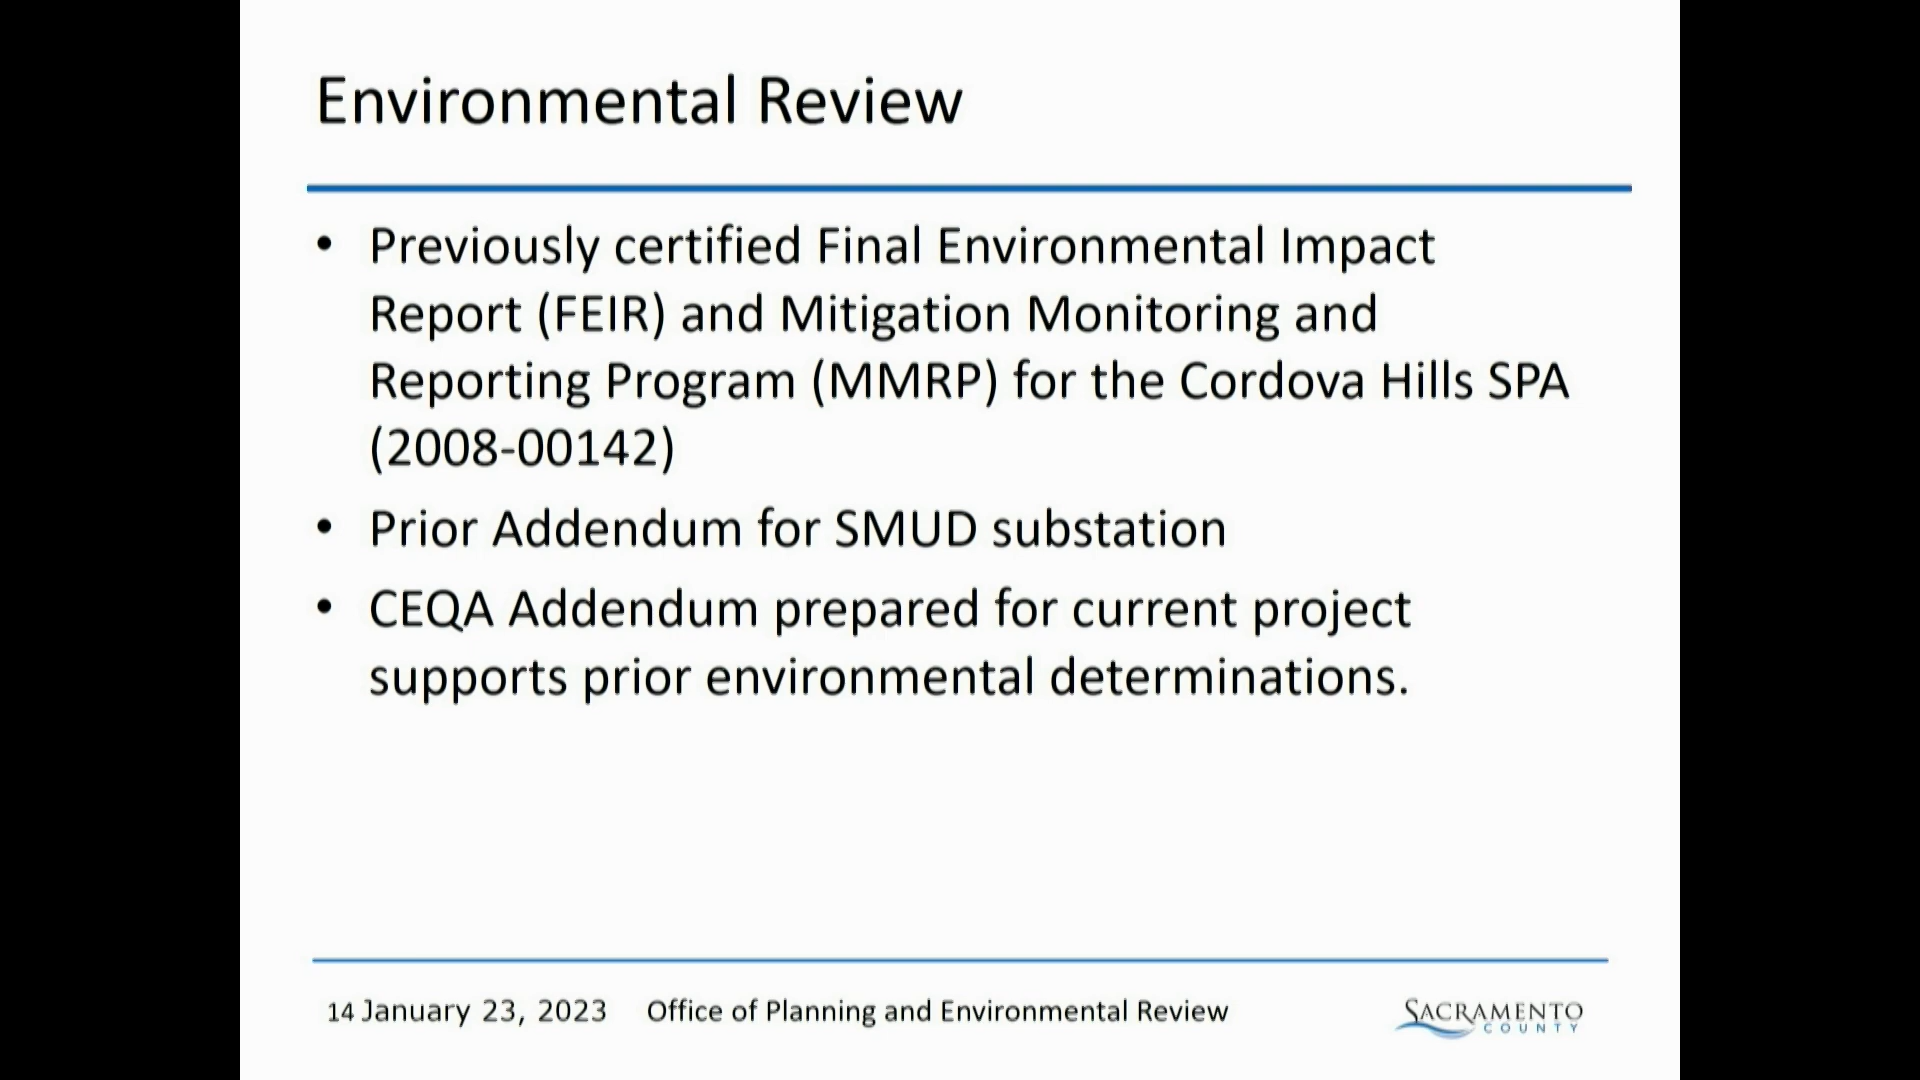 Environmental Review
• Previously certified Final Environmental Impact
Report (FEIR) and Mitigation Monitoring and
Reporting Program (MMRP) for the Cordova Hills SPA
(2008-00142)
• Prior Addendum for SMUD substation
• CEQA Addendum prepared for current project
supports prior environmental determinations.
14 January 23, 2023 Office of Planning and Environmental Review
SACRAMENTO
COUNTY